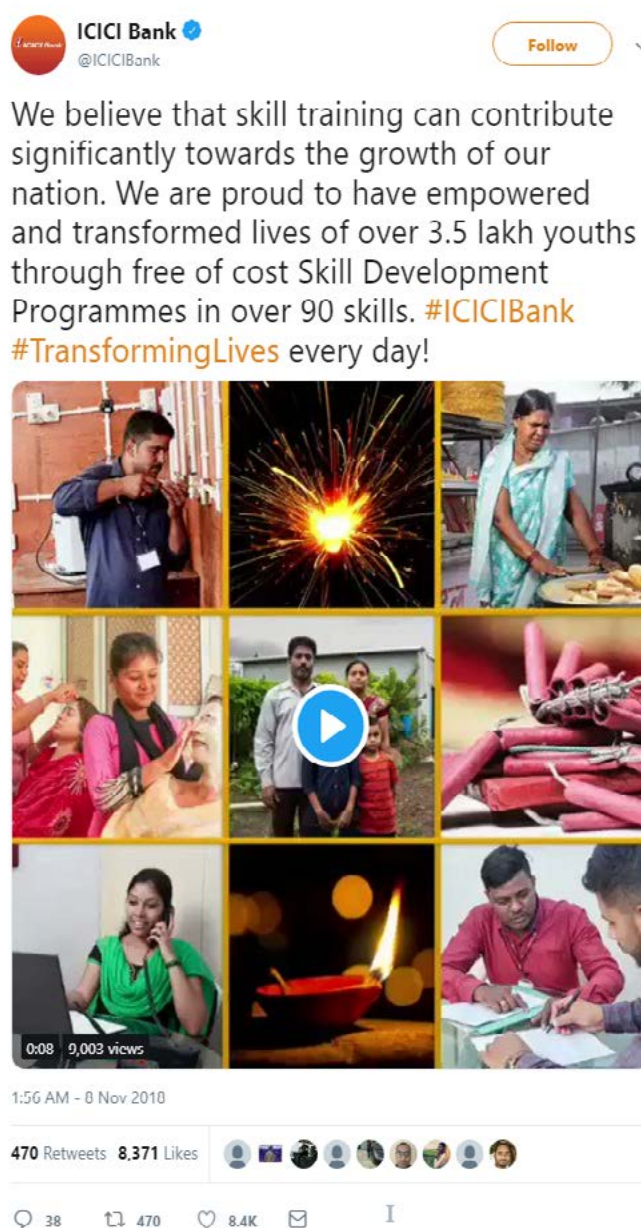 ICICI Bank
@ICICIBank
Follow
We believe that skill training can contribute
significantly towards the growth of our
nation. We are proud to have empowered
and transformed lives of over 3.5 lakh youths
through free of cost Skill Development
Programmes in over 90 skills. #ICICIBank
#TransformingLives every day!
0:08 9,003 views
1:56 AM - 8 Nov 2018
470 Retweets 8,371 Likes
38 470 8.4K